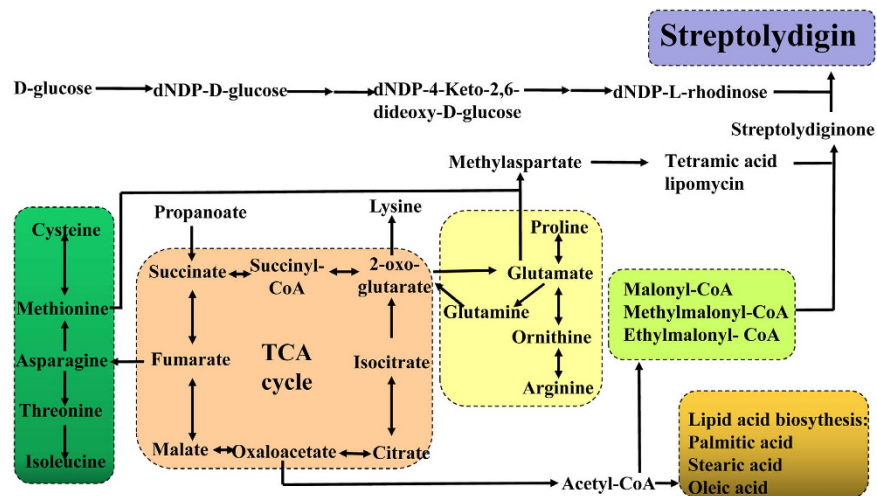 Streptolydigin
D-glucose
dNDP-D-glucose
dNDP-4-Keto-2,6-
dideoxy-D-glucose
dNDP-L-rhodinose
Streptolydiginone
Methylaspartate
Tetramic acid
lipomycin
Propanoate
Lysine
Cysteine
Methionine
Asparagine
Threonine
Isoleucine
Succinate
Succinyl-
CoA
2-oxo-
glutarate
Fumarate
TCA
cycle
Isocitrate
Malate
Oxaloacetate
Citrate
Proline
Glutamate
Glutamine
Ornithine
Arginine
Malonyl-CoA
Methylmalonyl-CoA
Ethylmalonyl- CoA
Acetyl-CoA
Lipid acid biosythesis:
Palmitic acid
Stearic acid
Oleic acid